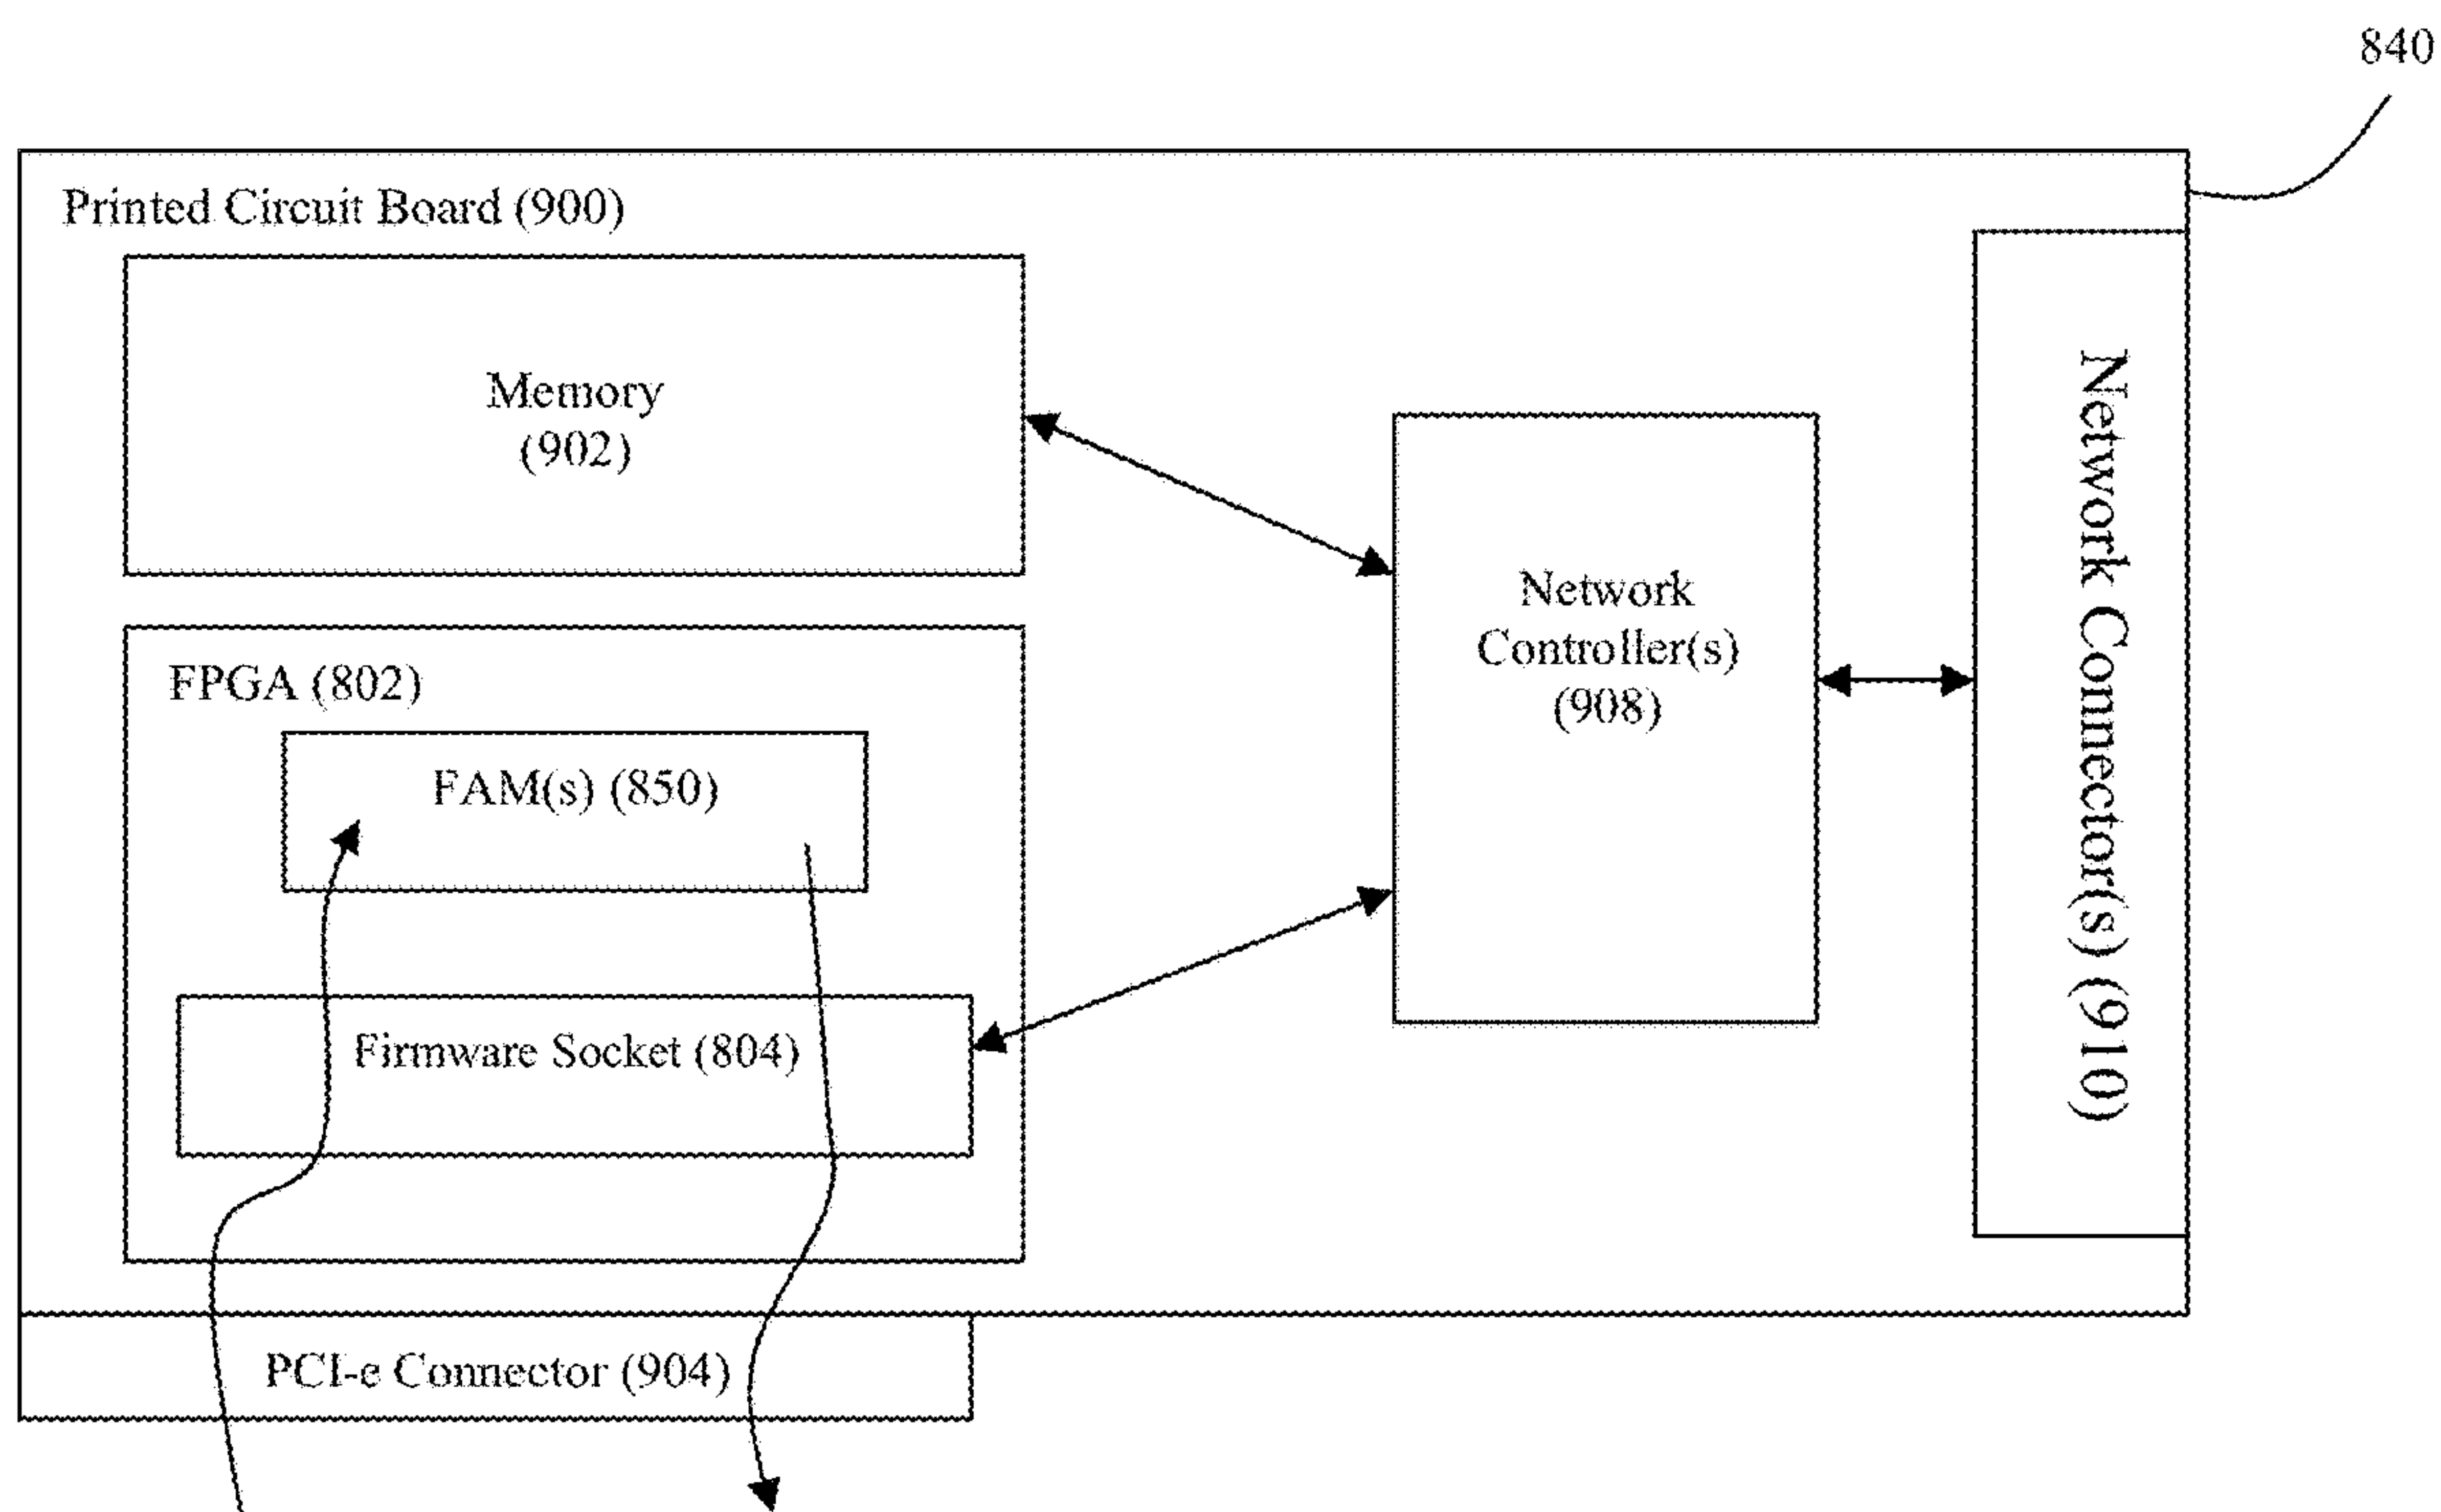 840
Printed Circuit Board (900)
Memory
(902)
FPGA (802)
FAM(s) (850)
Firmware Socket (804)
PCI-e Connector (904)
Network
Controller(s)
(908)
Network Connector(s) (910)